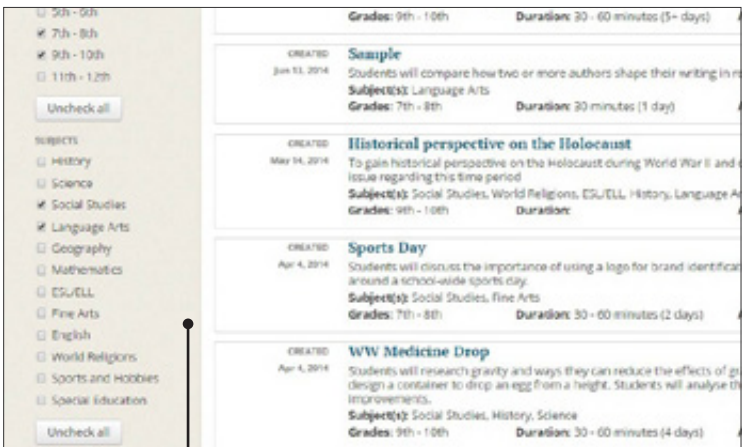 5th - 6th
7th - 8th
9th - 10th
11th - 12th
Uncheck all
SUBJECTS
History
Science
Social Studies
Language Arts
Geography
Mathematics
ESL/ELL
Fine Arts
English
World Religions
Sports and Hobbies
Special Education
Uncheck all
Grades: 9th - 10th Duration: 30 - 60 minutes (5+ days)
CREATED
Jun 13, 2014
Sample
Students will compare how two or more authors shape their writing in re
Subject(s): Language Arts
Grades: 7th - 8th Duration: 30 minutes (1 day)
CREATED
May 14, 2014
Historical perspective on the Holocaust
To gain historical perspective on the Holocaust during World War II and
issue regarding this time period
Subject(s): Social Studies, World Religions, ESL/ELL, History, Language
Grades: 9th - 10th Duration:
CREATED
Apr 4, 2014
Sports Day
Students will discuss the importance of using a logo for brand identificat
around a school-wide sports day.
Subject(s): Social Studies, Fine Arts
Grades: 7th - 8th Duration: 30 - 60 minutes (2 days)
CREATED
Apr 4, 2014
WW Medicine Drop
Students will research gravity and ways they can reduce the effects of
design a container to drop an egg from a height. Students will analyse
improvements.
Subject(s): Social Studies, History, Science
Grades: 9th - 10th Duration: 30 - 60 minutes (4 days)